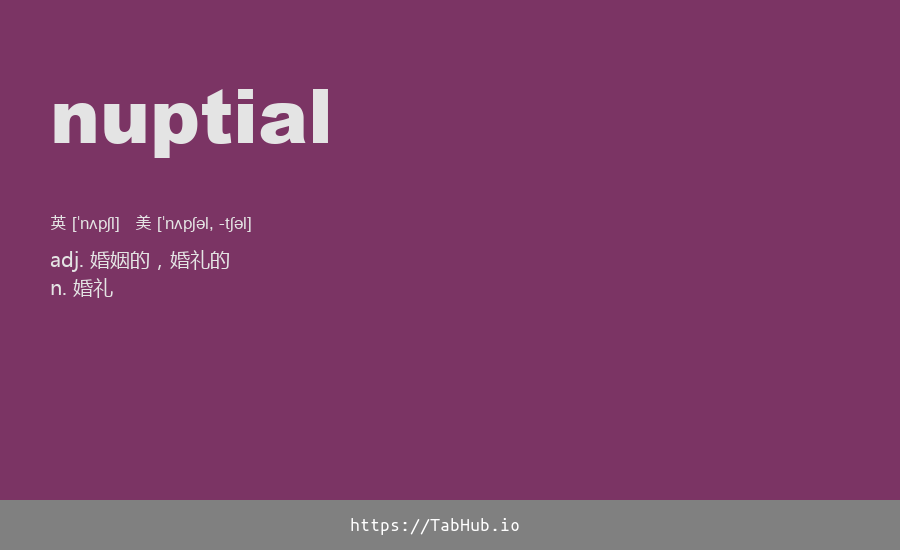 nuptial
英 [ˈnʌpʃl] 美 [ˈnʌpʃəl, -tʃəl]
adj. 婚姻的，婚礼的
n. 婚礼
https://TabHub.io